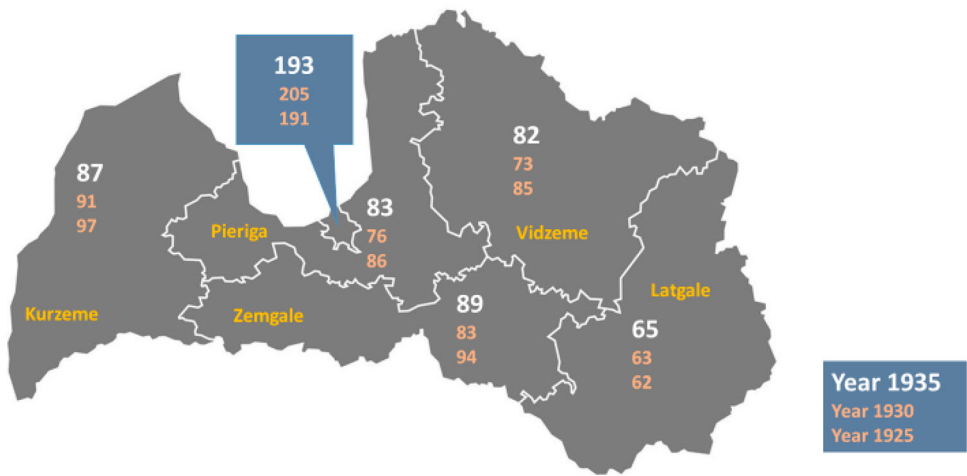 193
205
191
87
91
97
Pieriga
83
76
86
82
73
85
Vidzeme
Kurzeme
Zemgale
89
83
94
Latgale
65
63
62
Year 1935
Year 1930
Year 1925